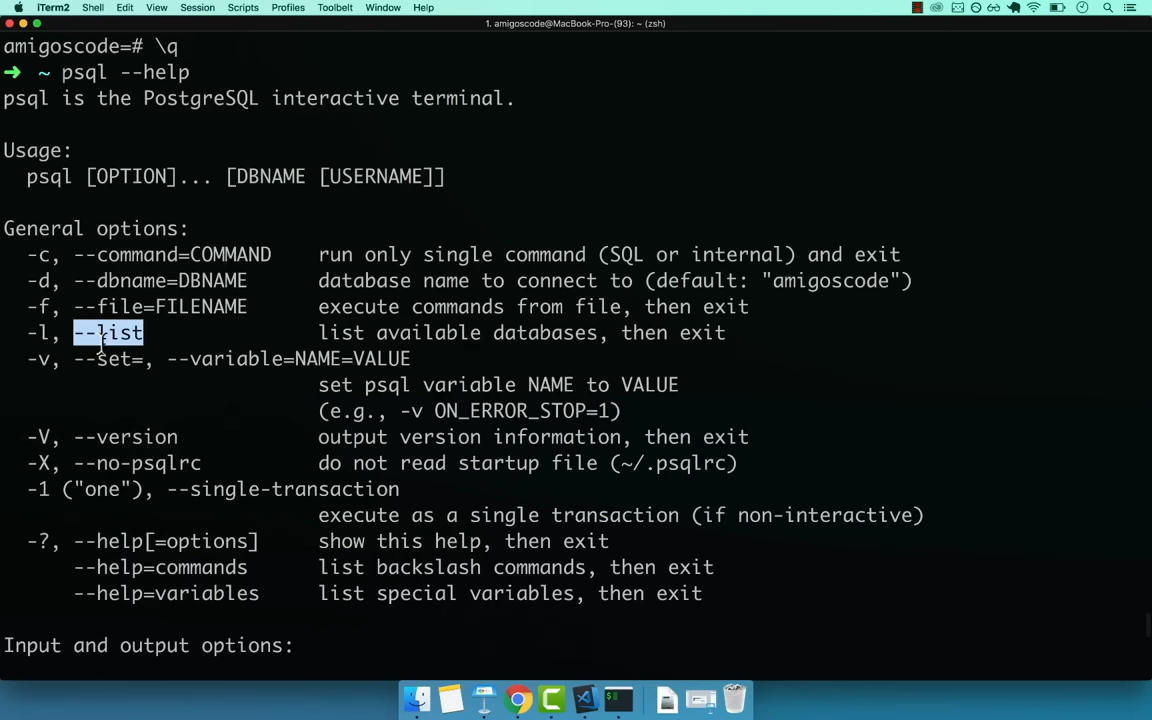 iTerm2 Shell Edit View Session Scripts Profiles Toolbelt Window Help
1. amigoscode@MacBook-Pro-(93): ~ (zsh)
amigoscode=# \q
➜ ~ psql --help
psql is the PostgreSQL interactive terminal.
Usage:
psql [OPTION]... [DBNAME [USERNAME]]
General options:
-c, --command=COMMAND run only single command (SQL or internal) and exit
-d, --dbname=DBNAME database name to connect to (default: "amigoscode")
-f, --file=FILENAME execute commands from file, then exit
-l, --list list available databases, then exit
-v, --set=, --variable=NAME=VALUE
set psql variable NAME to VALUE
(e.g., -v ON_ERROR_STOP=1)
-V, --version output version information, then exit
-X, --no-psqlrc do not read startup file (~/.psqlrc)
-1 ("one"), --single-transaction
execute as a single transaction (if non-interactive)
-?, --help[=options] show this help, then exit
--help=commands list backslash commands, then exit
--help=variables list special variables, then exit
Input and output options: